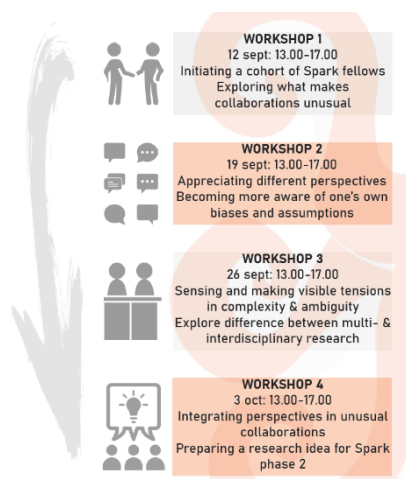 WORKSHOP 1
12 sept: 13.00-17.00
Initiating a cohort of Spark fellows
Exploring what makes
collaborations unusual
WORKSHOP 2
19 sept: 13.00-17.00
Appreciating different perspectives
Becoming more aware of one's own
biases and assumptions
WORKSHOP 3
26 sept: 13.00-17.00
Sensing and making visible tensions
in complexity & ambiguity
Explore difference between multi- &
interdisciplinary research
WORKSHOP 4
3 oct: 13.00-17.00
Integrating perspectives in unusual
collaborations
Preparing a research idea for Spark
phase 2